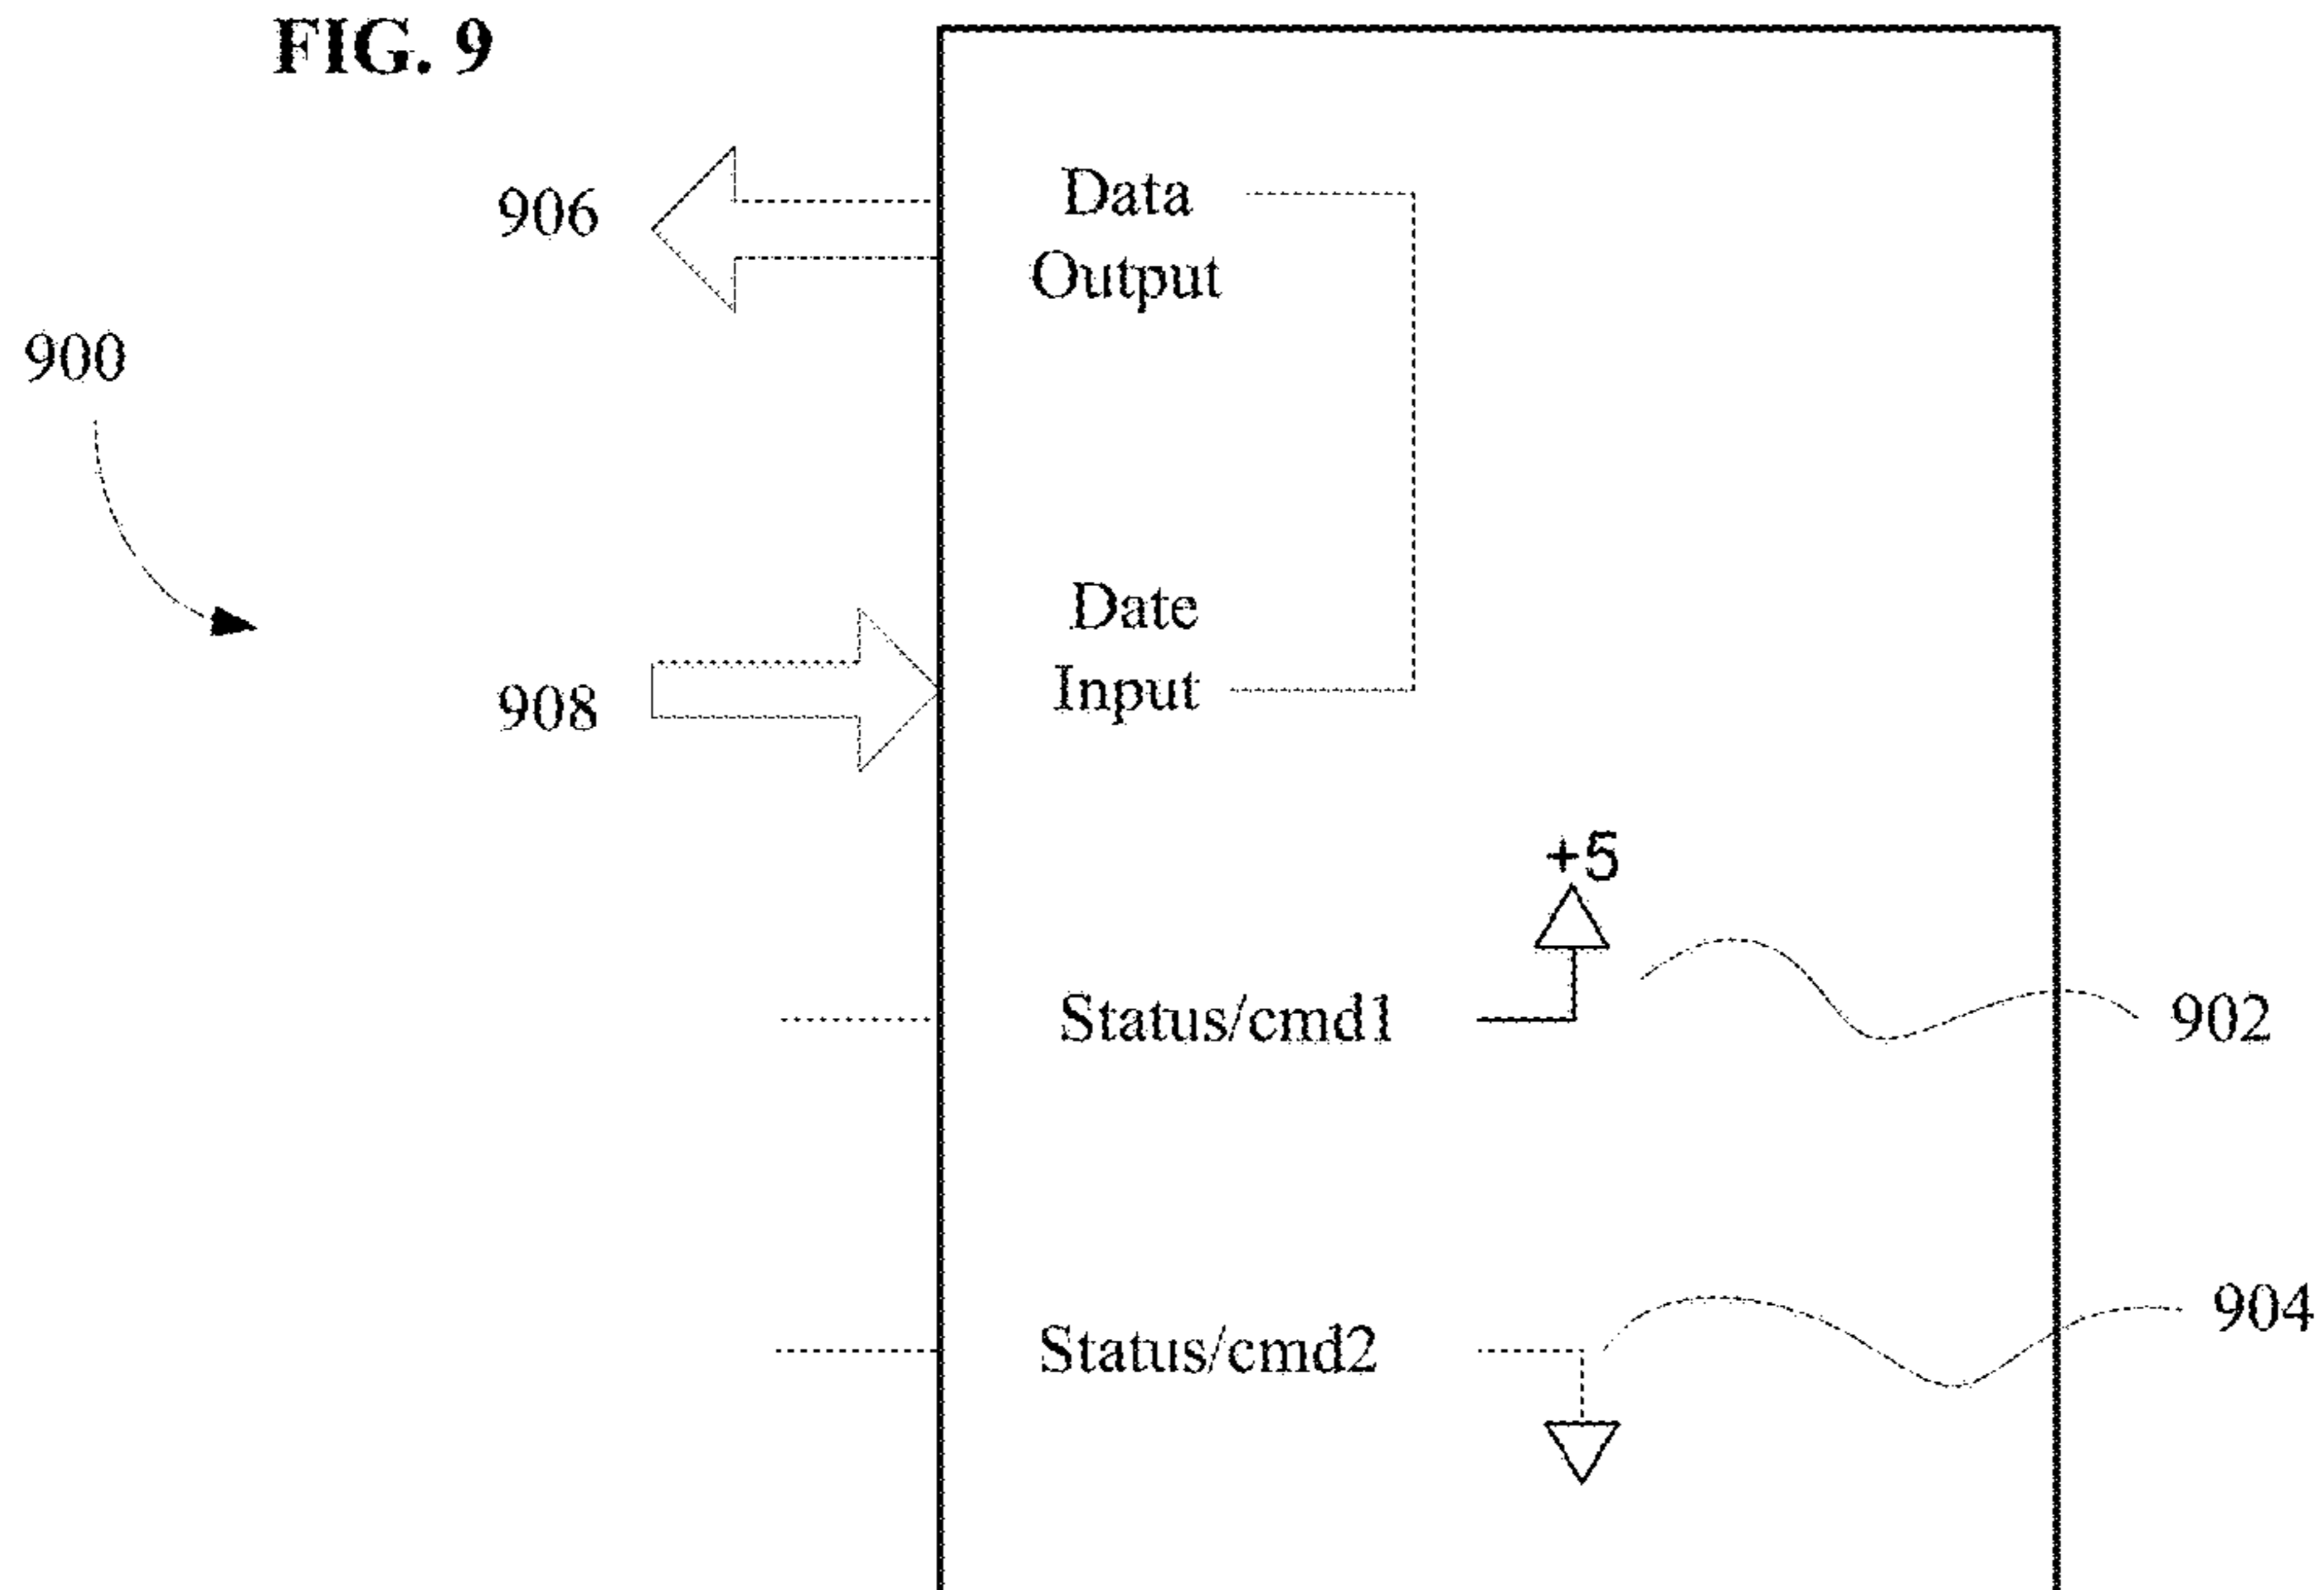 FIG. 9
906
Data
Output
900
Date
Input
908
+5
Status/cmd1
902
Status/cmd2
904